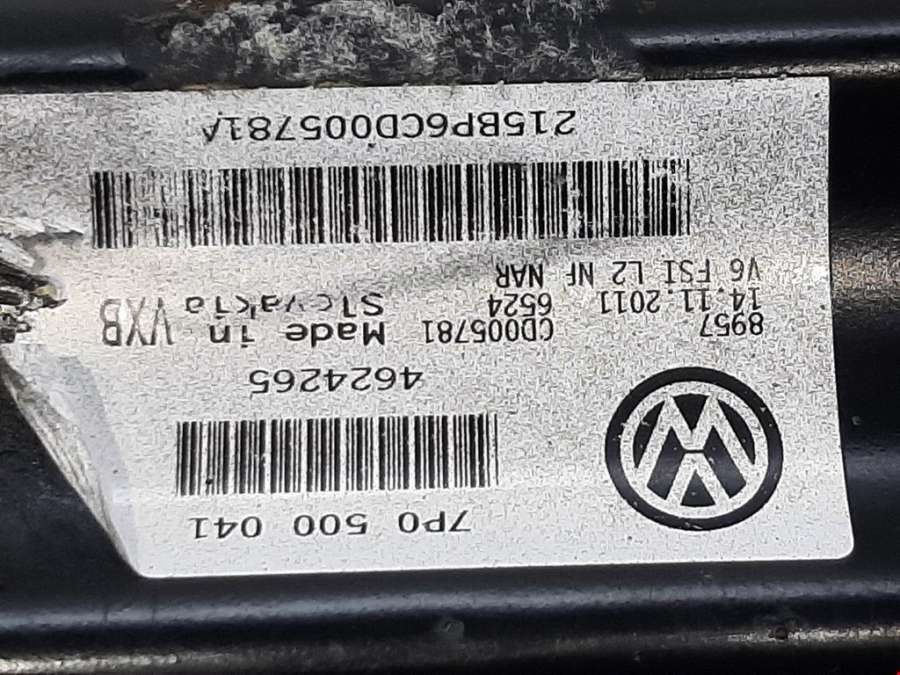 7P0 500 041
4624265
8957 CD005781 Made in VXB
14.11.2011 6524 Slovakia
V6 FSI L2 NF NAR
215BP6CD005781A